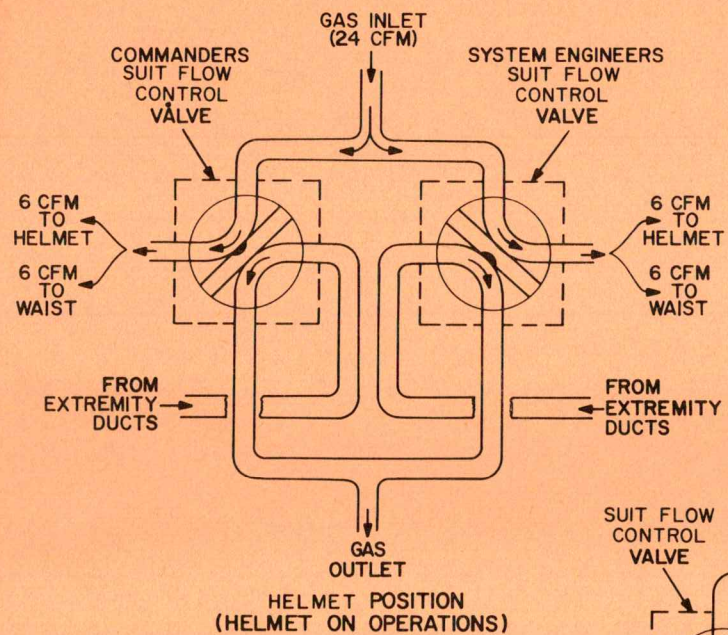 GAS INLET
(24 CFM)
COMMANDERS
SUIT FLOW
CONTROL
VALVE
SYSTEM ENGINEERS
SUIT FLOW
CONTROL
VALVE
6 CFM
TO
HELMET
6 CFM
TO
WAIST
6 CFM
TO
HELMET
6 CFM
TO
WAIST
FROM
EXTREMITY
DUCTS
FROM
EXTREMITY
DUCTS
GAS
OUTLET
HELMET POSITION
(HELMET ON OPERATIONS)
SUIT FLOW
CONTROL
VALVE